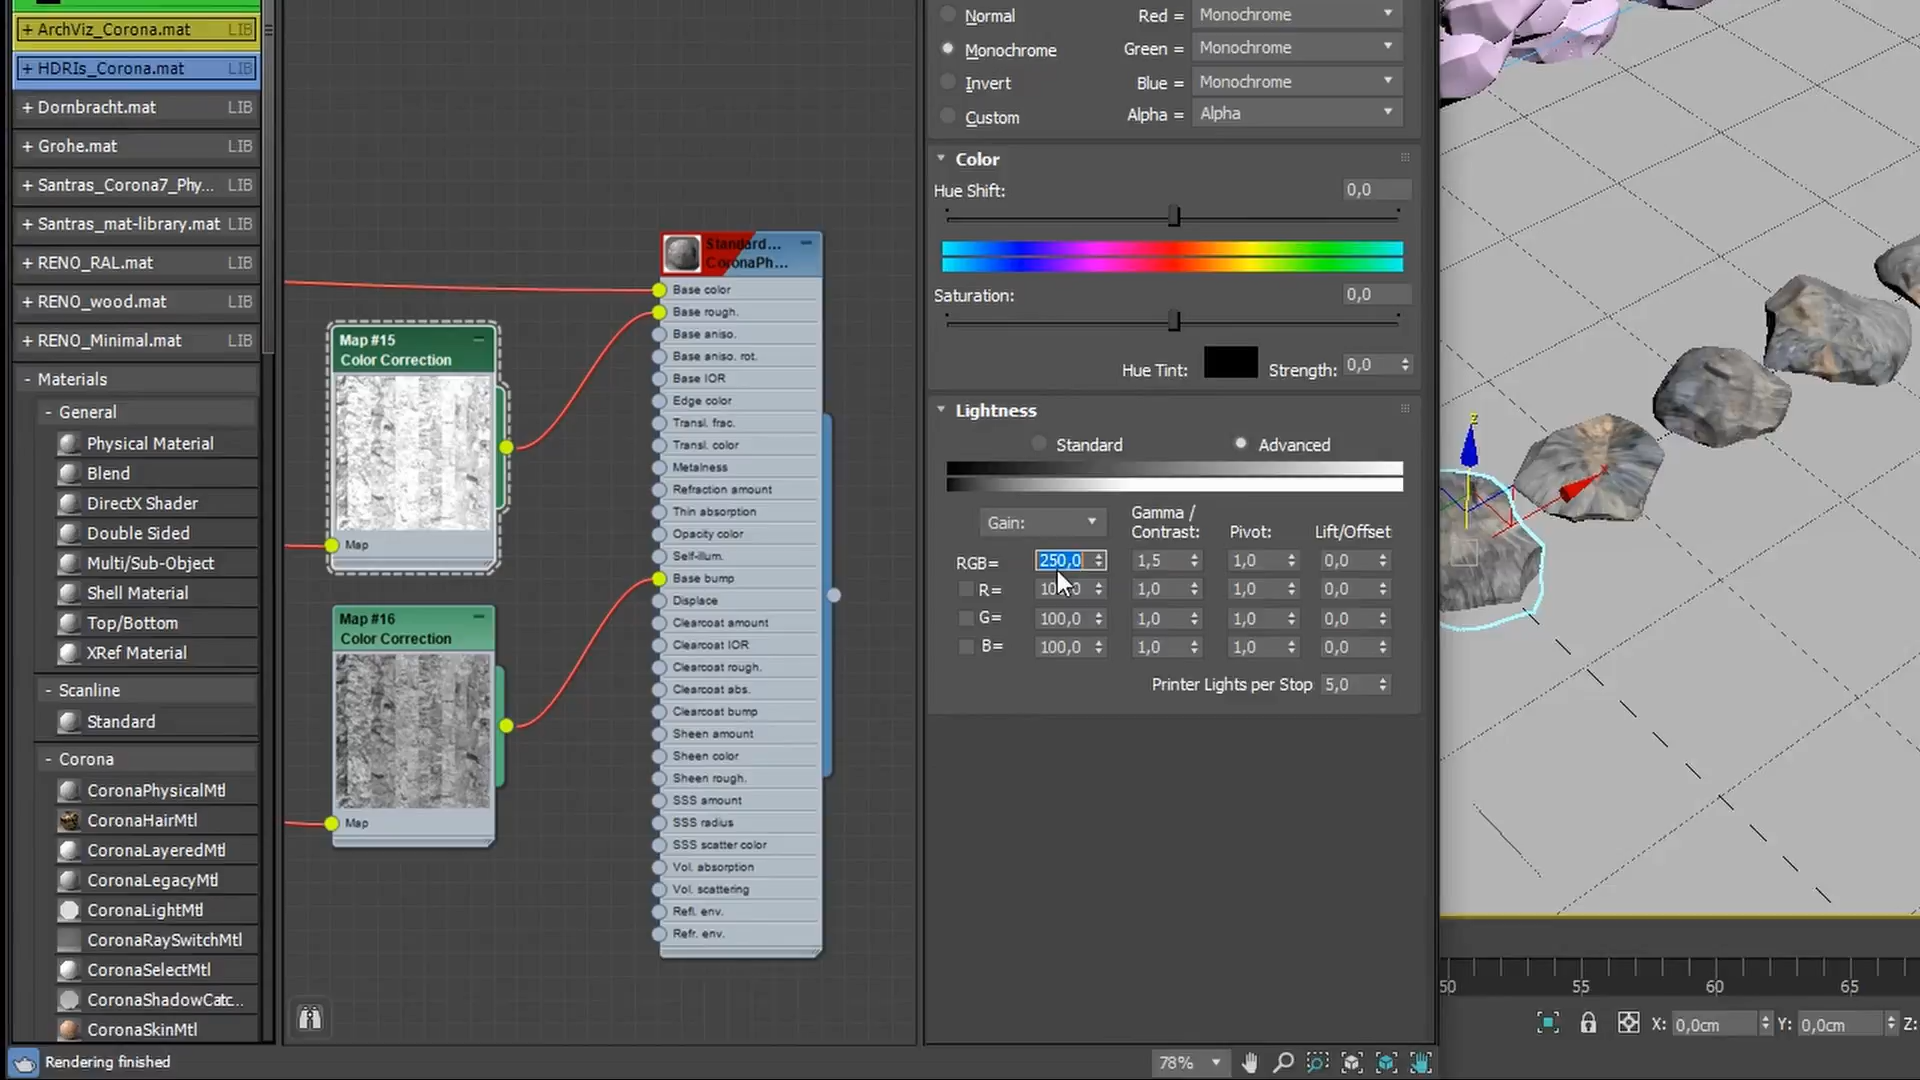 + ArchViz_Corona.mat LIB
+ HDRIs_Corona.mat LIB
+ Dornbracht.mat LIB
+ Grohe.mat LIB
+ Santras_Corona7_Phy... LIB
+ Santras_mat-library.mat LIB
+ RENO_RAL.mat LIB
+ RENO_wood.mat LIB
+ RENO_Minimal.mat LIB
- Materials
- General
Physical Material
Blend
DirectX Shader
Double Sided
Multi/Sub-Object
Shell Material
Top/Bottom
XRef Material
- Scanline
Standard
- Corona
CoronaPhysicalMtl
CoronaHairMtl
CoronaLayeredMtl
CoronaLegacyMtl
CoronaLightMtl
CoronaRaySwitchMtl
CoronaSelectMtl
CoronaShadowCatc...
CoronaSkinMtl
Rendering finished
Map #15
Color Correction
Map
Map #16
Color Correction
Map
Standard...
CoronaPh...
Base color
Base rough.
Base aniso.
Base aniso. rot.
Base IOR
Edge color
Transl. frac.
Transl. color
Metalness
Refraction amount
Thin absorption
Opacity color
Self-illum.
Base bump
Displace
Clearcoat amount
Clearcoat IOR
Clearcoat rough.
Clearcoat abs.
Clearcoat bump
Sheen amount
Sheen color
Sheen rough.
SSS amount
SSS radius
SSS scatter color
Vol. absorption
Vol. scattering
Refl. env.
Refr. env.
Normal Red = Monochrome
Monochrome Green = Monochrome
Invert Blue = Monochrome
Custom Alpha = Alpha
Color
Hue Shift: 0,0
Saturation: 0,0
Hue Tint: Strength: 0,0
Lightness
Standard Advanced
Gain: Gamma / Contrast: Pivot: Lift/Offset
RGB= 250,0 1,5 1,0 0,0
R= 1,0 1,0 0,0
G= 100,0 1,0 1,0 0,0
B= 100,0 1,0 1,0 0,0
Printer Lights per Stop 5,0
78%
z
50 55 60 65
X: 0,0cm Y: 0,0cm Z: